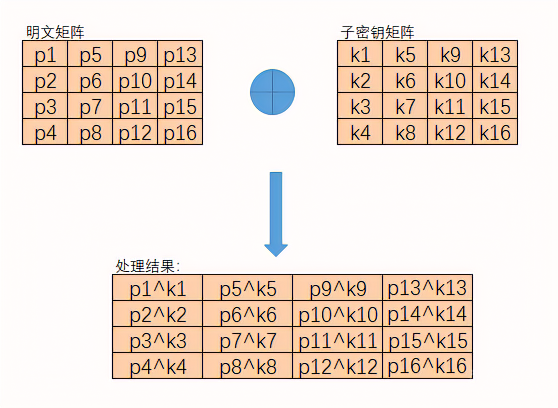 明文矩阵
子密钥矩阵
p1 p5 p9 p13
k1 k5 k9 k13
p2 p6 p10 p14
k2 k6 k10 k14
p3 p7 p11 p15
k3 k7 k11 k15
p4 p8 p12 p16
k4 k8 k12 k16
处理结果:
p1^k1 p5^k5 p9^k9 p13^k13
p2^k2 p6^k6 p10^k10 p14^k14
p3^k3 p7^k7 p11^k11 p15^k15
p4^k4 p8^k8 p12^k12 p16^k16